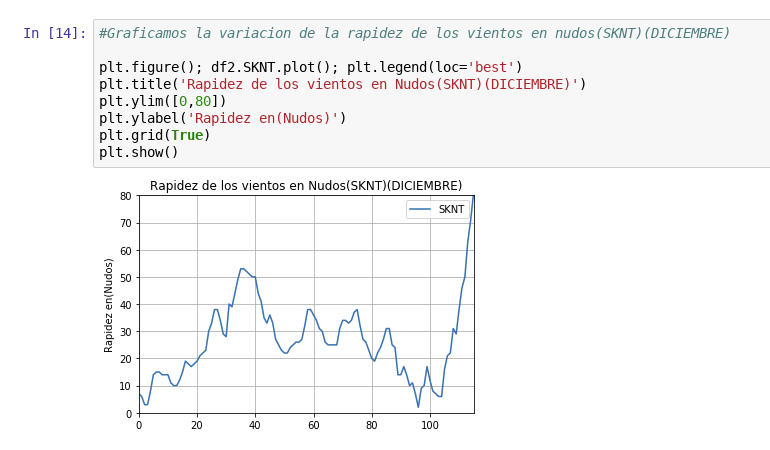 In [14]: #Graficamos la variacion de la rapidez de los vientos en nudos(SKNT)(DICIEMBRE)
plt.figure(); df2.SKNT.plot(); plt.legend(loc='best')
plt.title('Rapidez de los vientos en Nudos(SKNT)(DICIEMBRE)')
plt.ylim([0,80])
plt.ylabel('Rapidez en(Nudos)')
plt.grid(True)
plt.show()
Rapidez de los vientos en Nudos(SKNT)(DICIEMBRE)
80
70
60
50
40
30
20
10
0
Rapidez en(Nudos)
SKNT
0 20 40 60 80 100